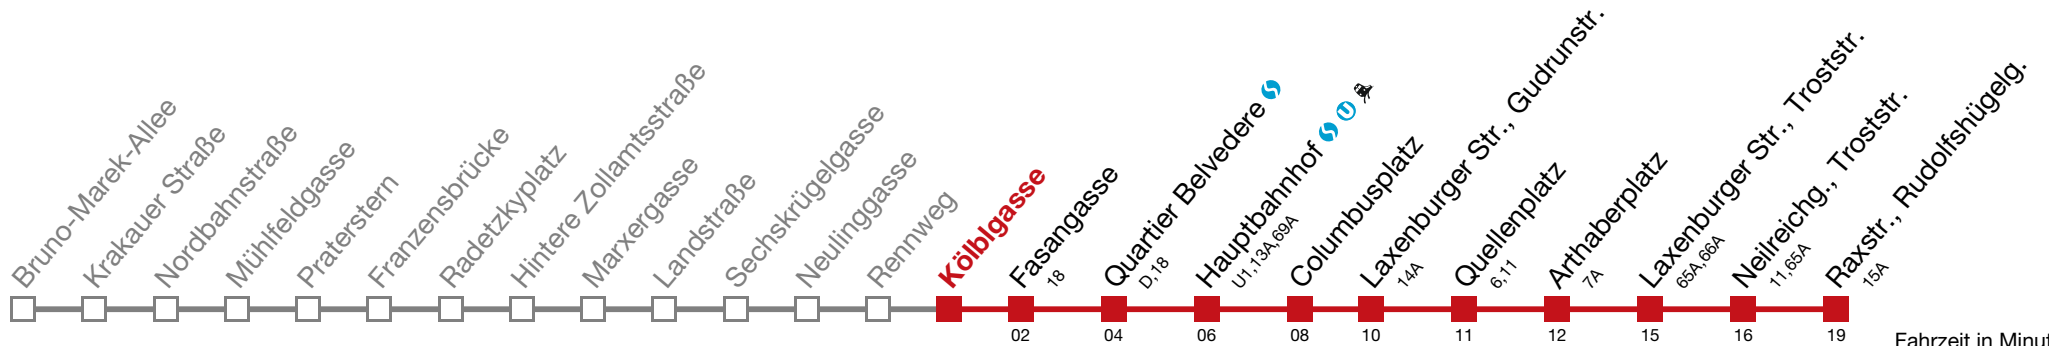 Bruno-Marek-Allee
Krakauer Straße
Nordbahnstraße
Mühlfeldgasse
Praterstern
Franzensbrücke
Radetzkyplatz
Hintere Zollamtsstraße
Marxergasse
Landstraße
Sechskrügelgasse
Neulinggasse
Rennweg
Kölblgasse
Fasangasse
18
02
Quartier Belvedere S
D,18
04
Hauptbahnhof S U
U1,13A,69A
06
Columbusplatz
08
Laxenburger Str., Gudrunstr.
14A
10
Quellenplatz
6,11
11
Arthaberplatz
7A
12
Laxenburger Str., Troststr.
65A,66A
15
Neilreichg., Troststr.
11,65A
16
Raxstr., Rudolfshügelg.
15A
19
Fahrzeit in Minut